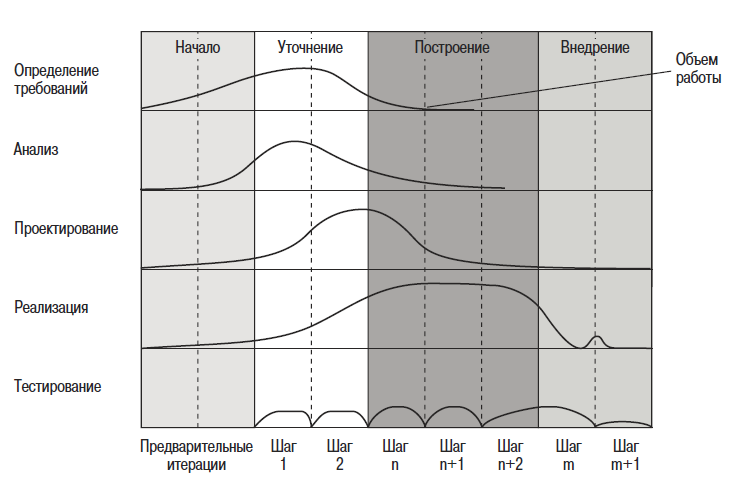 Начало
Уточнение
Построение
Внедрение
Объем
работы
Определение
требований
Анализ
Проектирование
Реализация
Тестирование
Предварительные
итерации
Шаг
1
Шаг
2
Шаг
n
Шаг
n+1
Шаг
n+2
Шаг
m
Шаг
m+1